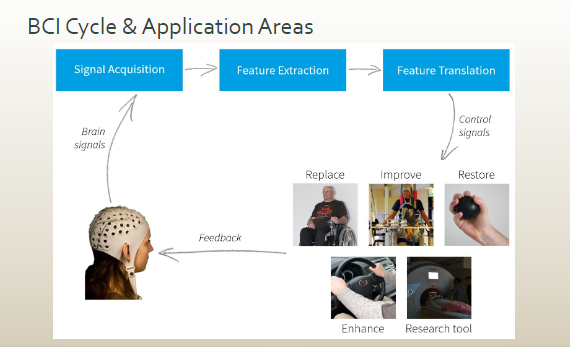 BCI Cycle & Application Areas
Signal Acquisition
Feature Extraction
Feature Translation
Brain
signals
Control
signals
Replace
Improve
Restore
Feedback
Enhance
Research tool